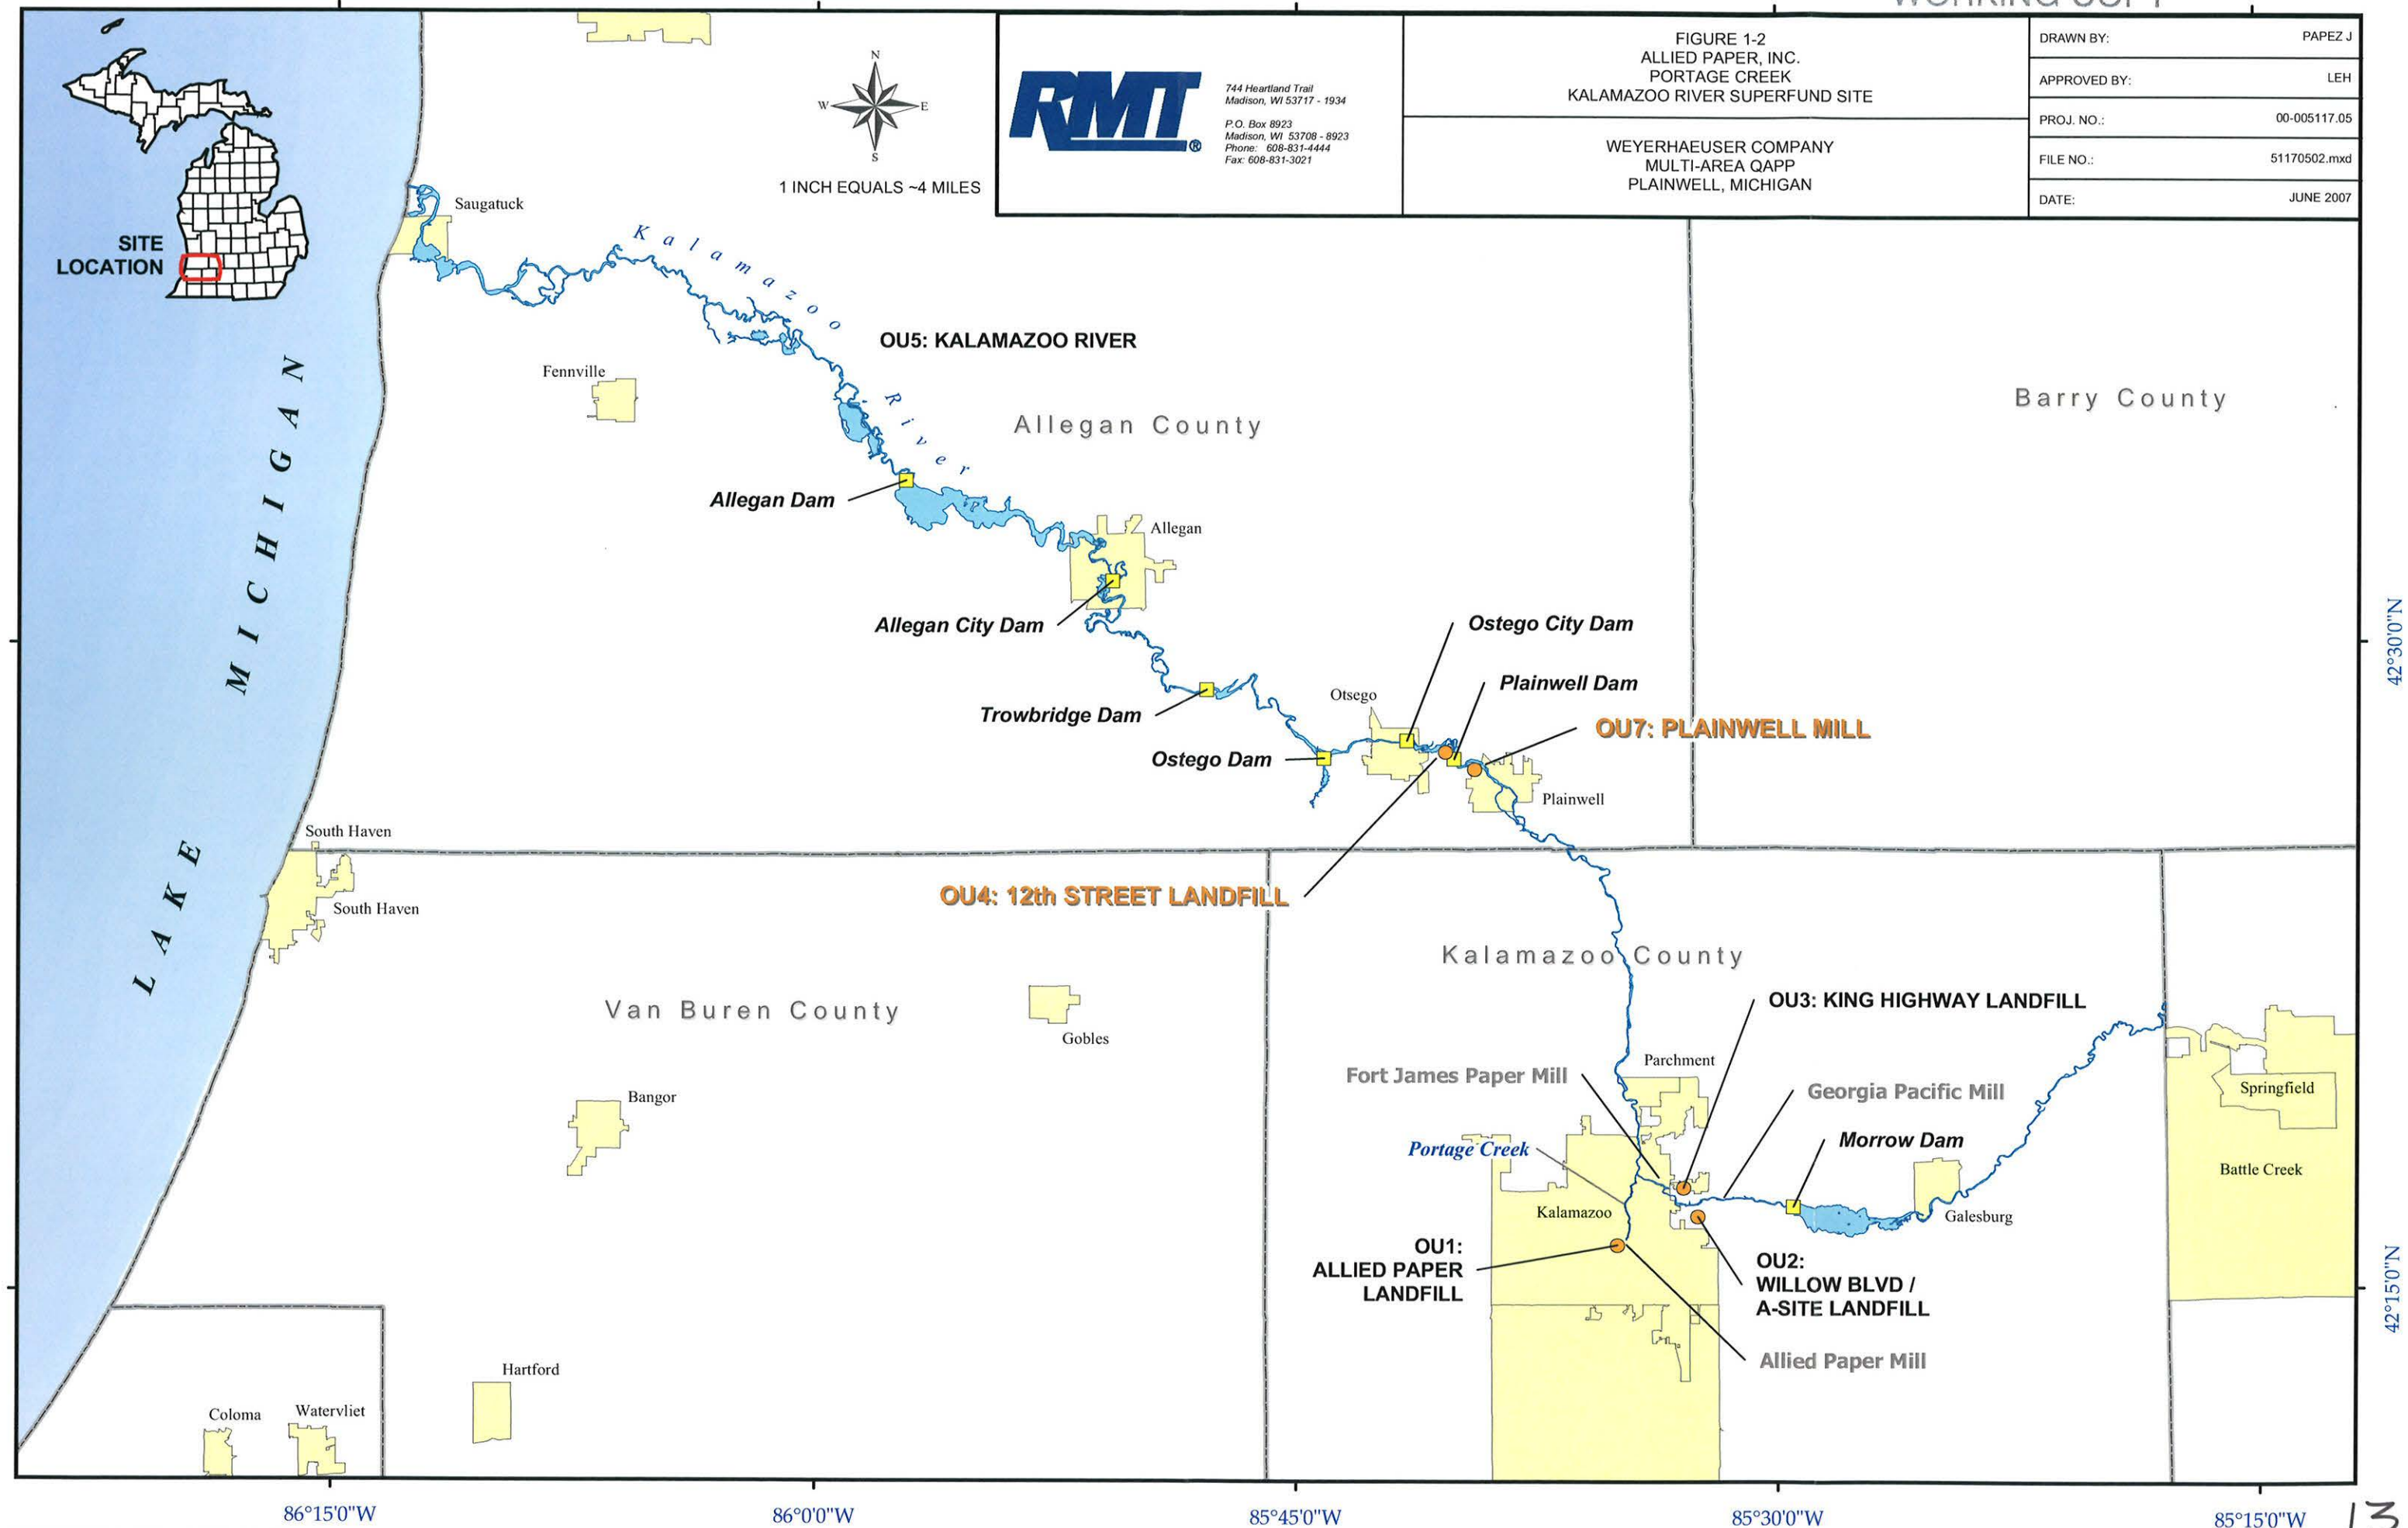 WORKING COPY
RMT®
744 Heartland Trail
Madison, WI 53717 - 1934
P.O. Box 8923
Madison, WI 53708 - 8923
Phone: 608-831-4444
Fax: 608-831-3021
FIGURE 1-2
ALLIED PAPER, INC.
PORTAGE CREEK
KALAMAZOO RIVER SUPERFUND SITE
WEYERHAEUSER COMPANY
MULTI-AREA QAPP
PLAINWELL, MICHIGAN
DRAWN BY: PAPEZ J
APPROVED BY: LEH
PROJ. NO.: 00-005117.05
FILE NO.: 51170502.mxd
DATE: JUNE 2007
N
W E
S
1 INCH EQUALS ~4 MILES
SITE
LOCATION
Saugatuck
Kalamazoo River
OU5: KALAMAZOO RIVER
Fennville
Allegan County
Barry County
LAKE MICHIGAN
Allegan Dam
Allegan
Allegan City Dam
Ostego City Dam
Plainwell Dam
Otsego
Trowbridge Dam
OU7: PLAINWELL MILL
Ostego Dam
Plainwell
South Haven
OU4: 12th STREET LANDFILL
South Haven
Kalamazoo County
Van Buren County
OU3: KING HIGHWAY LANDFILL
Gobles
Parchment
Fort James Paper Mill
Georgia Pacific Mill
Springfield
Bangor
Morrow Dam
Portage Creek
Battle Creek
Kalamazoo
Galesburg
OU1:
ALLIED PAPER
LANDFILL
OU2:
WILLOW BLVD /
A-SITE LANDFILL
Allied Paper Mill
Hartford
Coloma
Watervliet
42°30'0"N
42°15'0"N
86°15'0"W
86°0'0"W
85°45'0"W
85°30'0"W
85°15'0"W
13